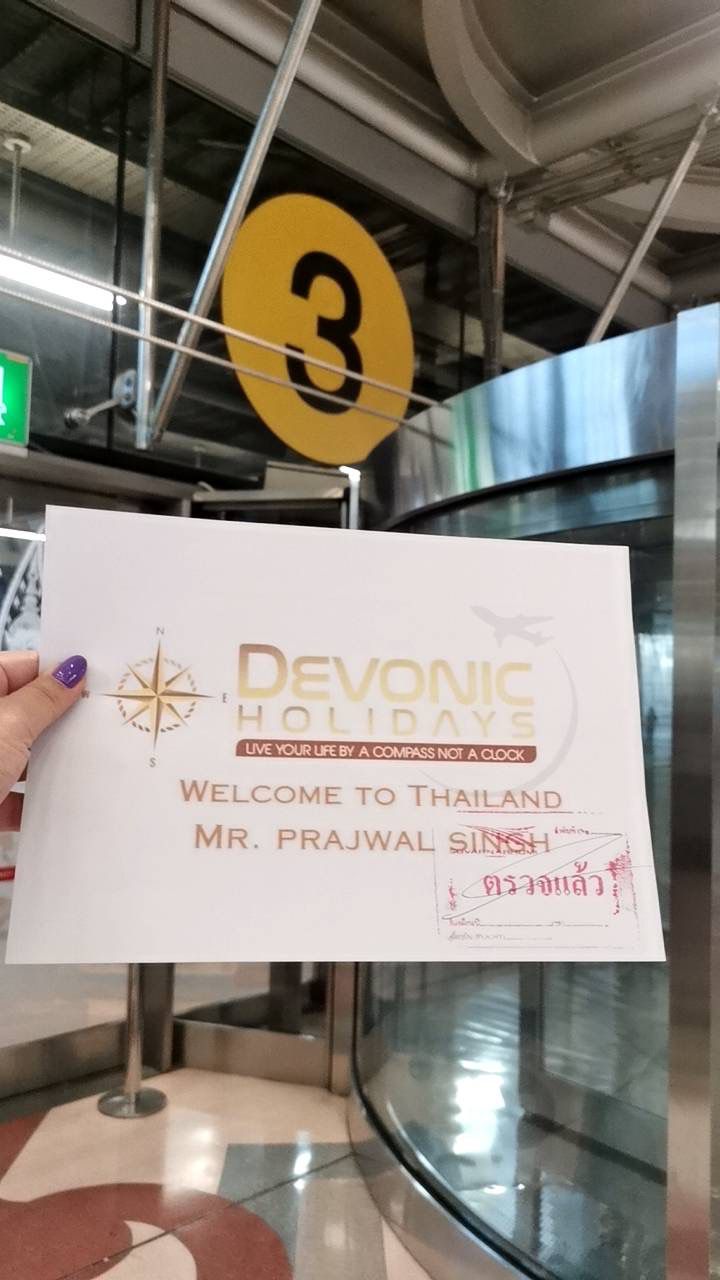 3
N
W
E
S
DEVONIC
HOLIDAYS
LIVE YOUR LIFE BY A COMPASS NOT A CLOCK
WELCOME TO THAILAND
MR. PRAJWAL
ตรวจแล้ว